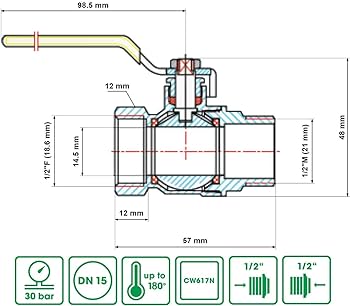 98.5 mm
12 mm
48 mm
1/2"F (18.6 mm)
14.5 mm
1/2"M (21 mm)
12 mm
57 mm
30 bar
DN 15
up to
180°
CW617N
1/2"
1/2"